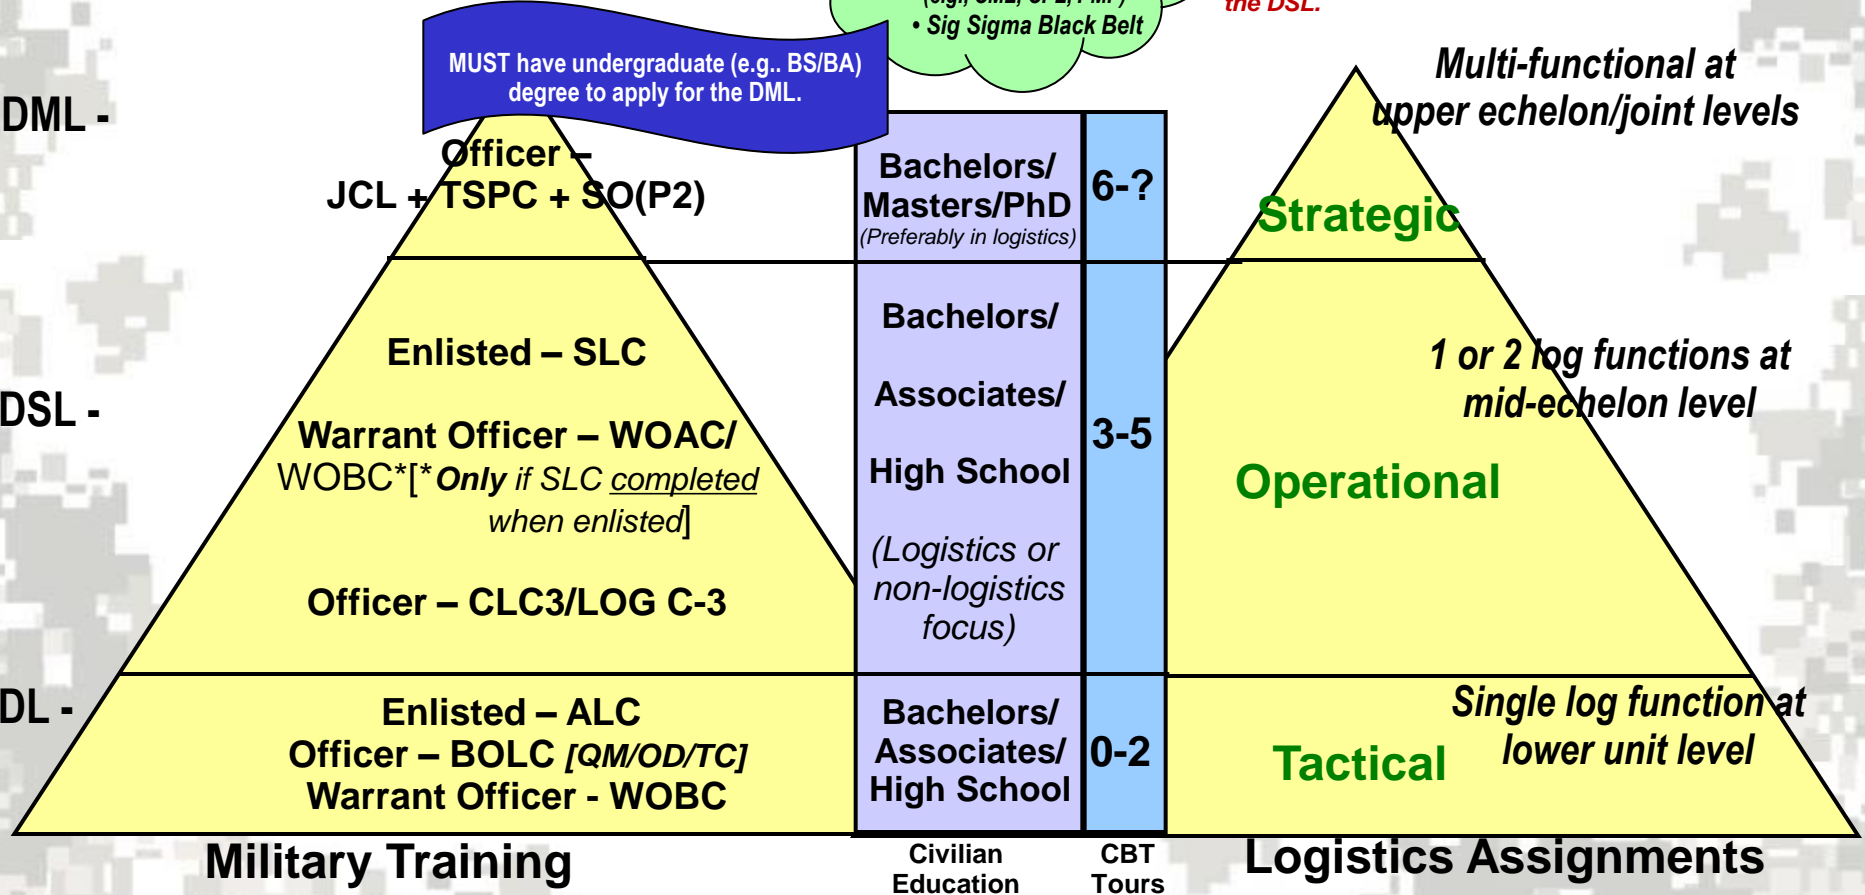 • Sig Sigma Black Belt
the DSL.
MUST have undergraduate (e.g.. BS/BA)
degree to apply for the DML.
Multi-functional at
upper echelon/joint levels
DML -
Officer –
JCL + TSPC + SO(P2)
Bachelors/
Masters/PhD
(Preferably in logistics)
6-?
Strategic
DSL -
Enlisted – SLC
Warrant Officer – WOAC/
WOBC*[*Only if SLC completed
when enlisted]
Officer – CLC3/LOG C-3
Bachelors/
Associates/
High School
(Logistics or
non-logistics
focus)
3-5
1 or 2 log functions at
mid-echelon level
Operational
DL -
Enlisted – ALC
Officer – BOLC [QM/OD/TC]
Warrant Officer - WOBC
Bachelors/
Associates/
High School
0-2
Single log function at
lower unit level
Tactical
Military Training
Civilian
Education
CBT
Tours
Logistics Assignments